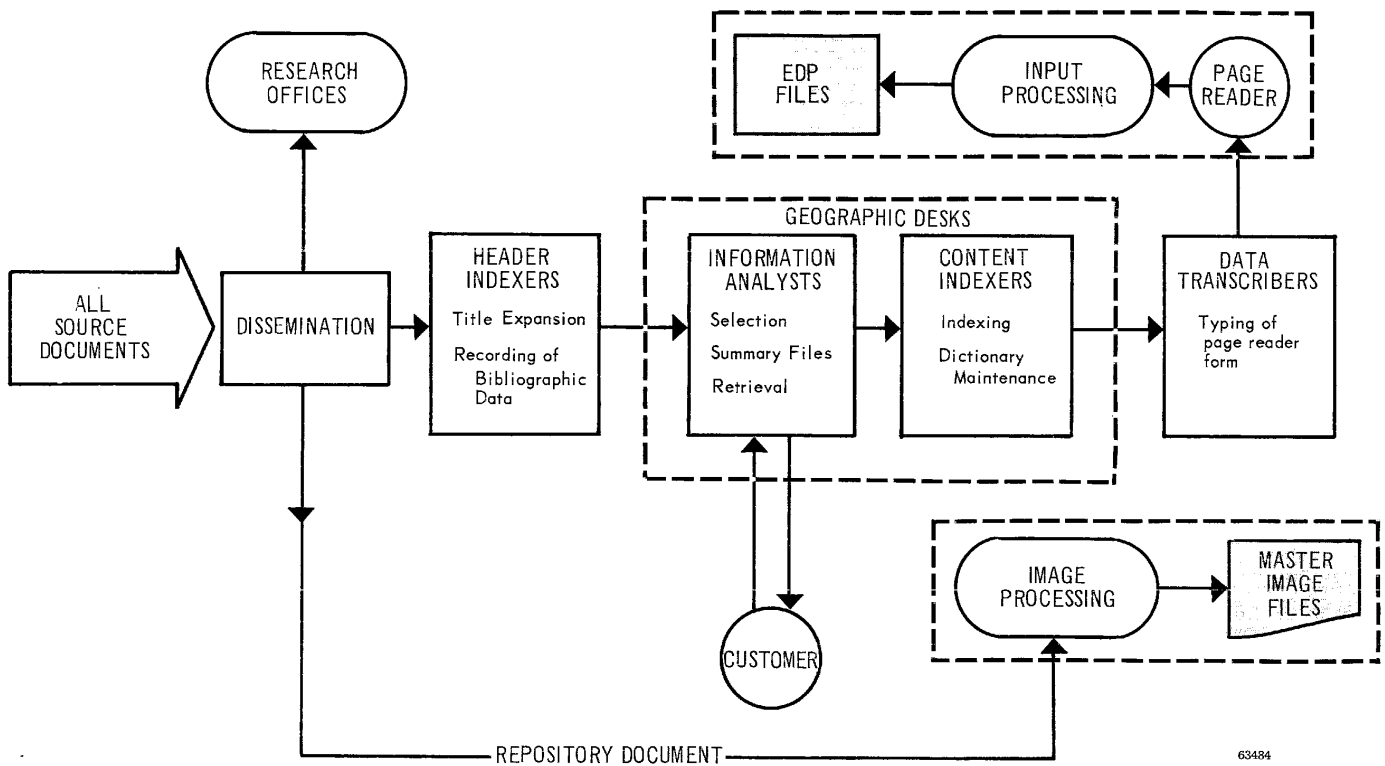 RESEARCH
OFFICES
EDP
FILES
INPUT
PROCESSING
PAGE
READER
GEOGRAPHIC DESKS
ALL
SOURCE
DOCUMENTS
DISSEMINATION
HEADER
INDEXERS
Title Expansion
Recording of
Bibliographic
Data
INFORMATION
ANALYSTS
Selection
Summary Files
Retrieval
CONTENT
INDEXERS
Indexing
Dictionary
Maintenance
DATA
TRANSCRIBERS
Typing of
page reader
form
IMAGE
PROCESSING
MASTER
IMAGE
FILES
CUSTOMER
REPOSITORY DOCUMENT
63484